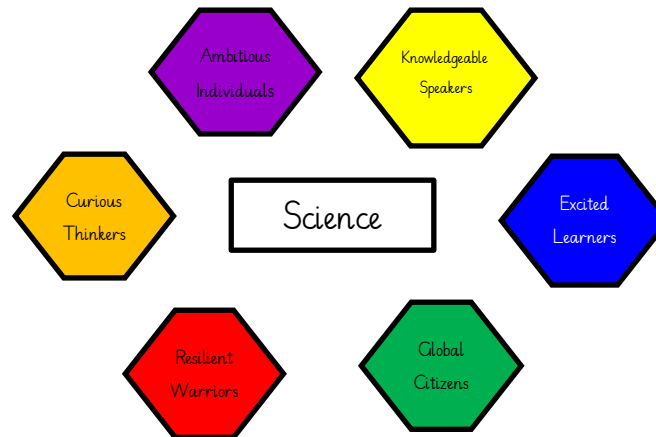 Ambitious
Individuals
Knowledgeable
Speakers
Curious
Thinkers
Science
Excited
Learners
Resilient
Warriors
Global
Citizens